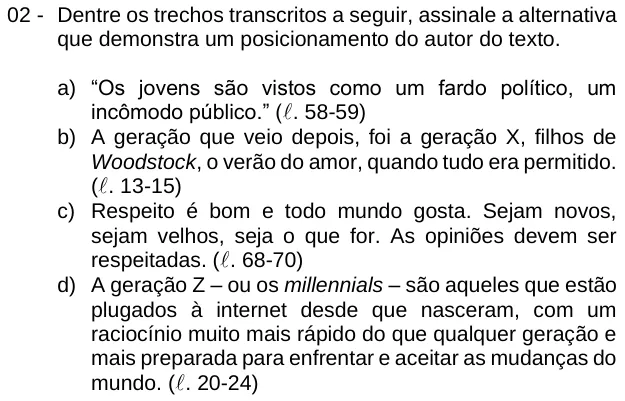 02 - Dentre os trechos transcritos a seguir, assinale a alternativa
que demonstra um posicionamento do autor do texto.
a) “Os jovens são vistos como um fardo político, um
incômodo público.” (ℓ. 58-59)
b) A geração que veio depois, foi a geração X, filhos de
Woodstock, o verão do amor, quando tudo era permitido.
(ℓ. 13-15)
c) Respeito é bom e todo mundo gosta. Sejam novos,
sejam velhos, seja o que for. As opiniões devem ser
respeitadas. (ℓ. 68-70)
d) A geração Z – ou os millennials – são aqueles que estão
plugados à internet desde que nasceram, com um
raciocínio muito mais rápido do que qualquer geração e
mais preparada para enfrentar e aceitar as mudanças do
mundo. (ℓ. 20-24)